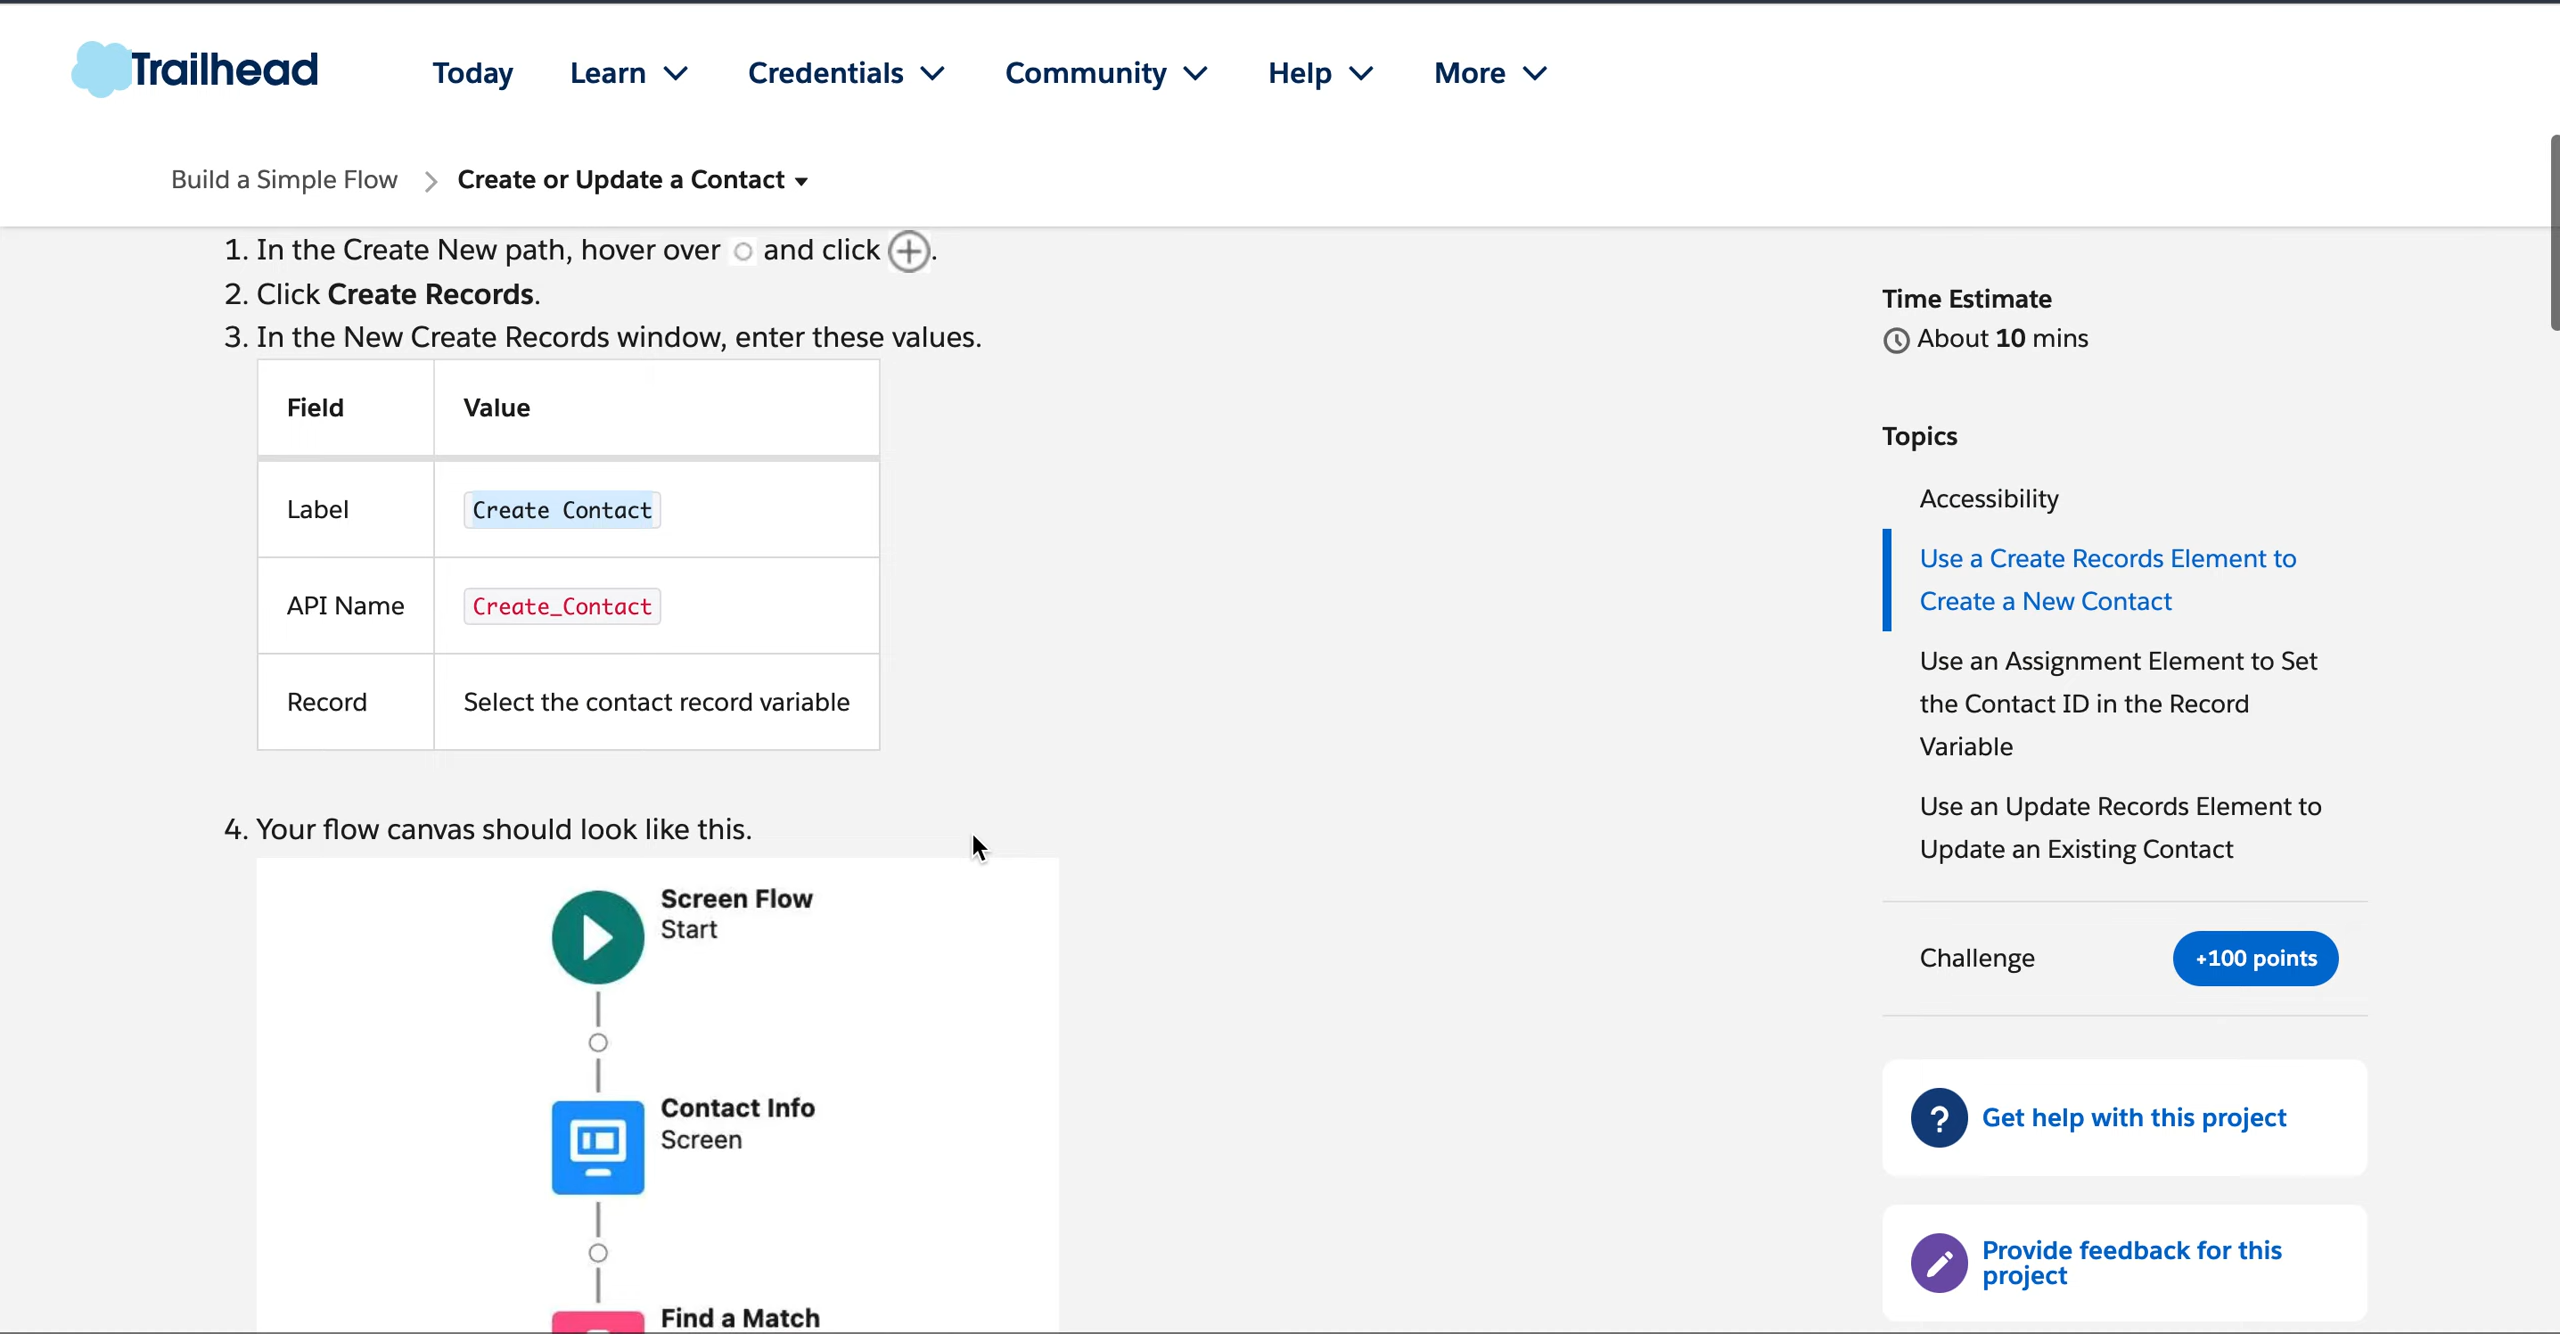 Trailhead
Today Learn Credentials Community Help More
Build a Simple Flow Create or Update a Contact
1. In the Create New path, hover over and click .
2. Click Create Records.
3. In the New Create Records window, enter these values.
Field Value
Label Create Contact
API Name Create_Contact
Record Select the contact record variable
4. Your flow canvas should look like this.
Screen Flow
Start
Contact Info
Screen
Find a Match
Time Estimate
About 10 mins
Topics
Accessibility
Use a Create Records Element to
Create a New Contact
Use an Assignment Element to Set
the Contact ID in the Record
Variable
Use an Update Records Element to
Update an Existing Contact
Challenge +100 points
? Get help with this project
Provide feedback for this
project